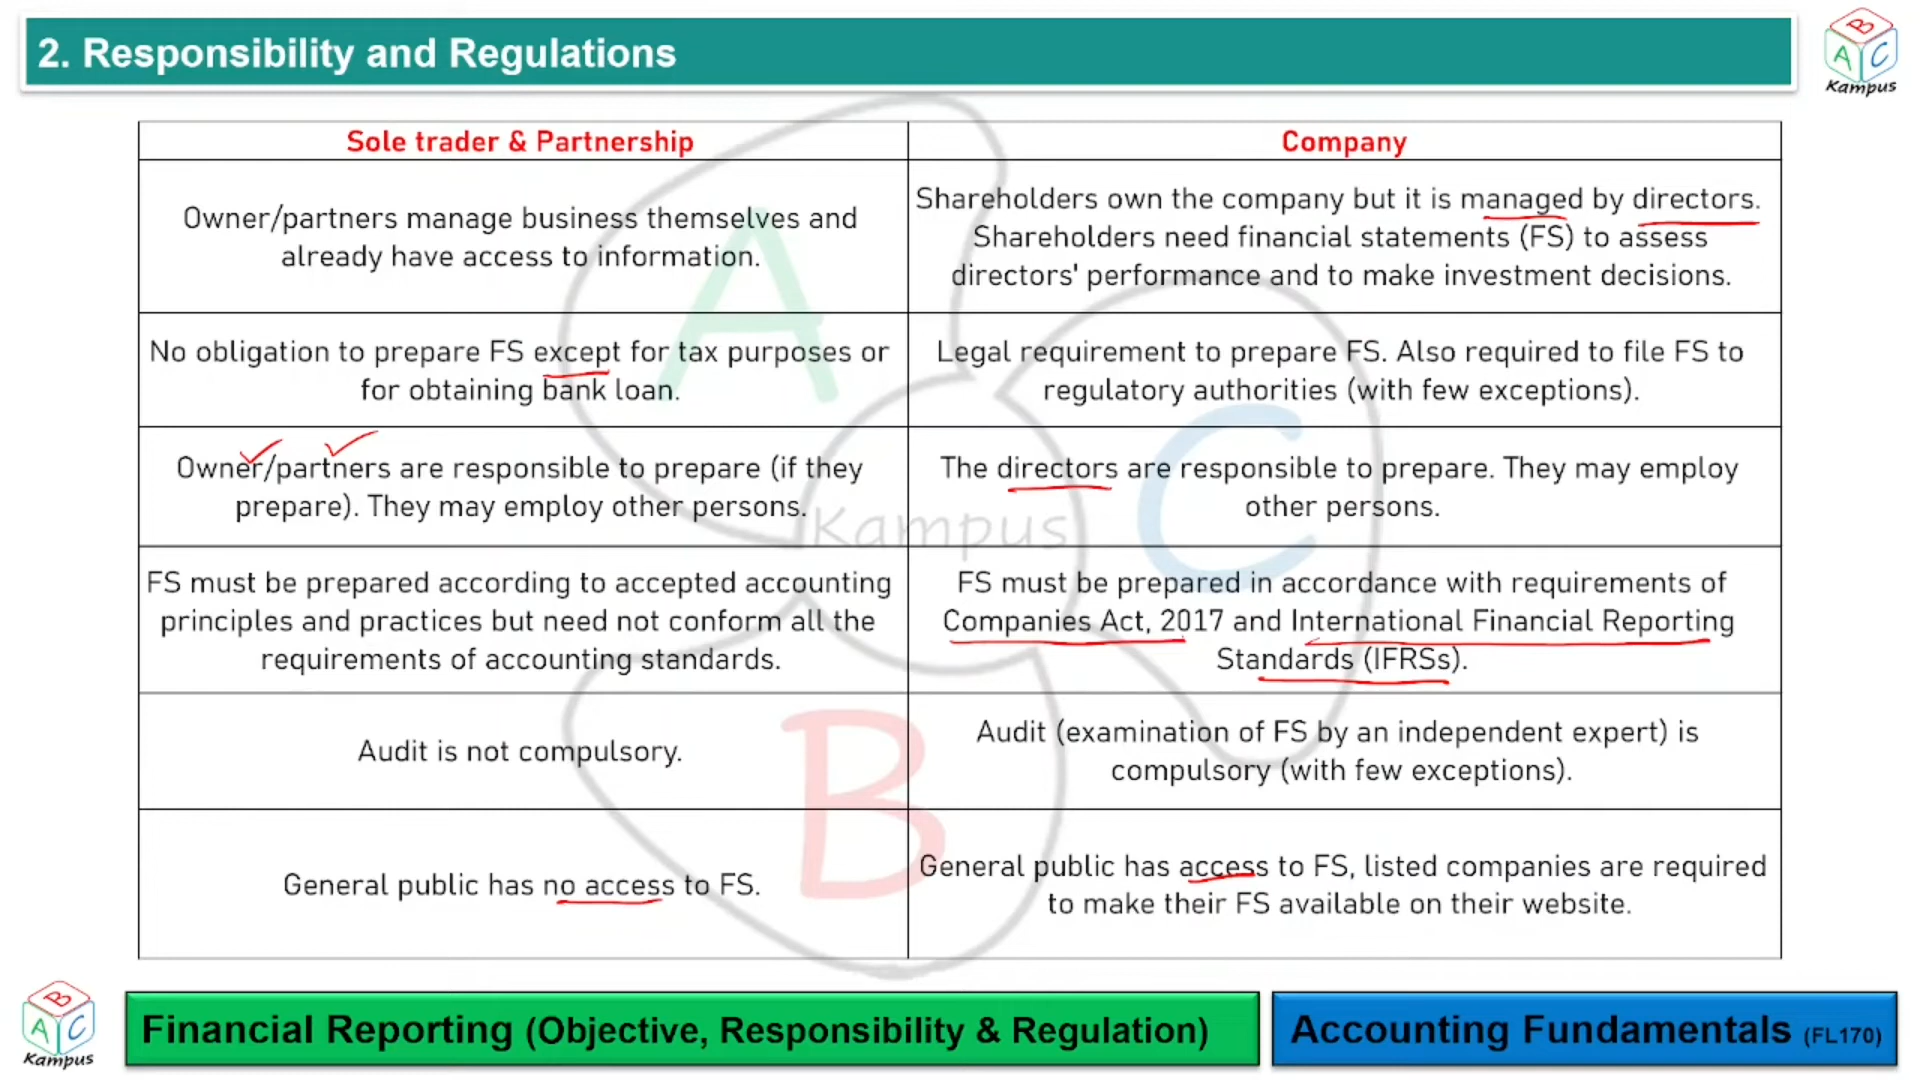 2. Responsibility and Regulations
B
A C
Kampus
Sole trader & Partnership
Company
Owner/partners manage business themselves and
already have access to information.
Shareholders own the company but it is managed by directors.
Shareholders need financial statements (FS) to assess
directors' performance and to make investment decisions.
No obligation to prepare FS except for tax purposes or
for obtaining bank loan.
Legal requirement to prepare FS. Also required to file FS to
regulatory authorities (with few exceptions).
Owner/partners are responsible to prepare (if they
prepare). They may employ other persons.
The directors are responsible to prepare. They may employ
other persons.
FS must be prepared according to accepted accounting
principles and practices but need not conform all the
requirements of accounting standards.
FS must be prepared in accordance with requirements of
Companies Act, 2017 and International Financial Reporting
Standards (IFRSs).
Audit is not compulsory.
Audit (examination of FS by an independent expert) is
compulsory (with few exceptions).
General public has no access to FS.
General public has access to FS, listed companies are required
to make their FS available on their website.
A
C
Kampus
B
B
A C
Kampus
Financial Reporting (Objective, Responsibility & Regulation)
Accounting Fundamentals (FL170)